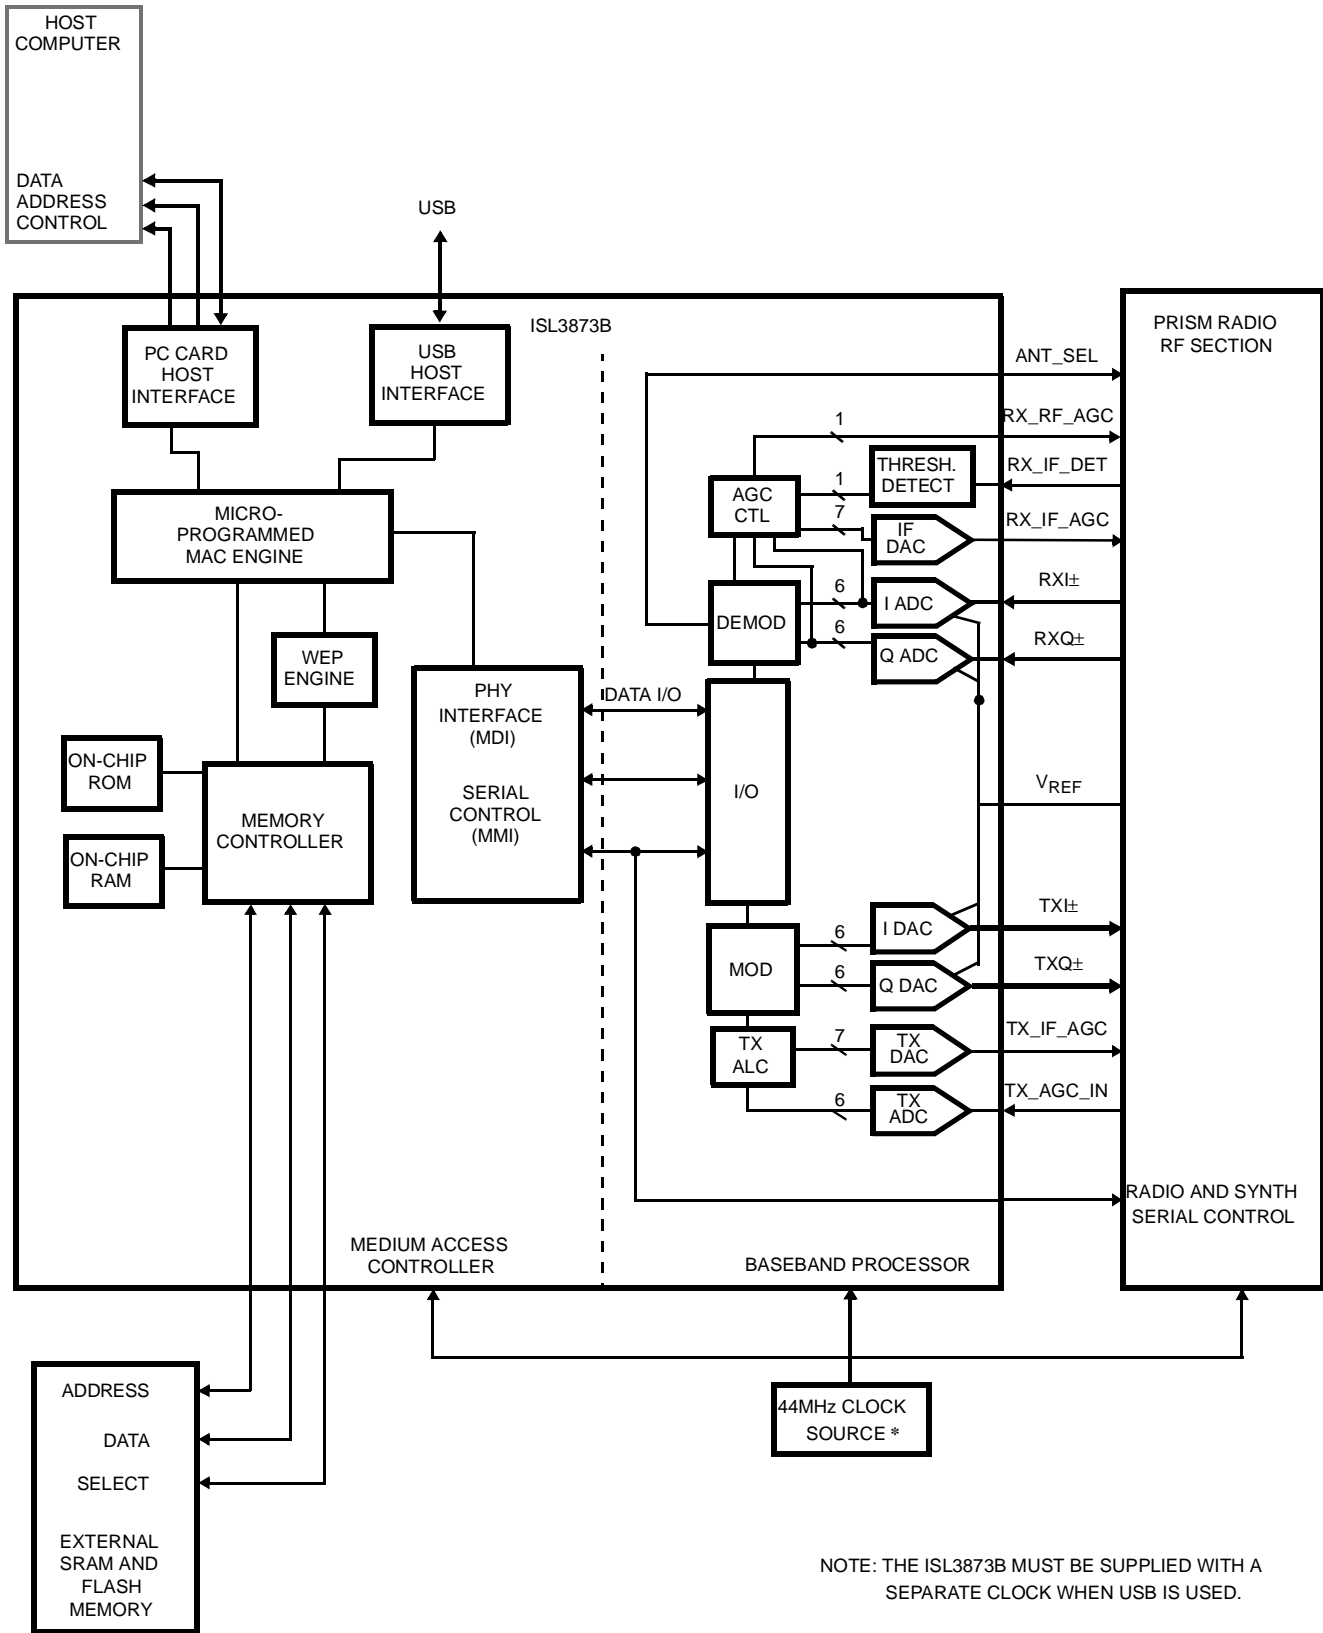 HOST
COMPUTER
DATA
ADDRESS
CONTROL
USB
ISL3873B
PC CARD
HOST
INTERFACE
USB
HOST
INTERFACE
MICRO-
PROGRAMMED
MAC ENGINE
WEP
ENGINE
ON-CHIP
ROM
ON-CHIP
RAM
MEMORY
CONTROLLER
PHY
INTERFACE
(MDI)
SERIAL
CONTROL
(MMI)
DATA I/O
MEDIUM ACCESS
CONTROLLER
AGC
CTL
1
1
7
THRESH.
DETECT
IF
DAC
DEMOD
6
6
I ADC
Q ADC
I/O
MOD
6
6
I DAC
Q DAC
TX
ALC
7
6
TX
DAC
TX
ADC
BASEBAND PROCESSOR
ANT_SEL
RX_RF_AGC
RX_IF_DET
RX_IF_AGC
RXI±
RXQ±
VREF
TXI±
TXQ±
TX_IF_AGC
TX_AGC_IN
PRISM RADIO
RF SECTION
RADIO AND SYNTH
SERIAL CONTROL
44MHz CLOCK
SOURCE *
ADDRESS
DATA
SELECT
EXTERNAL
SRAM AND
FLASH
MEMORY
NOTE: THE ISL3873B MUST BE SUPPLIED WITH A
SEPARATE CLOCK WHEN USB IS USED.